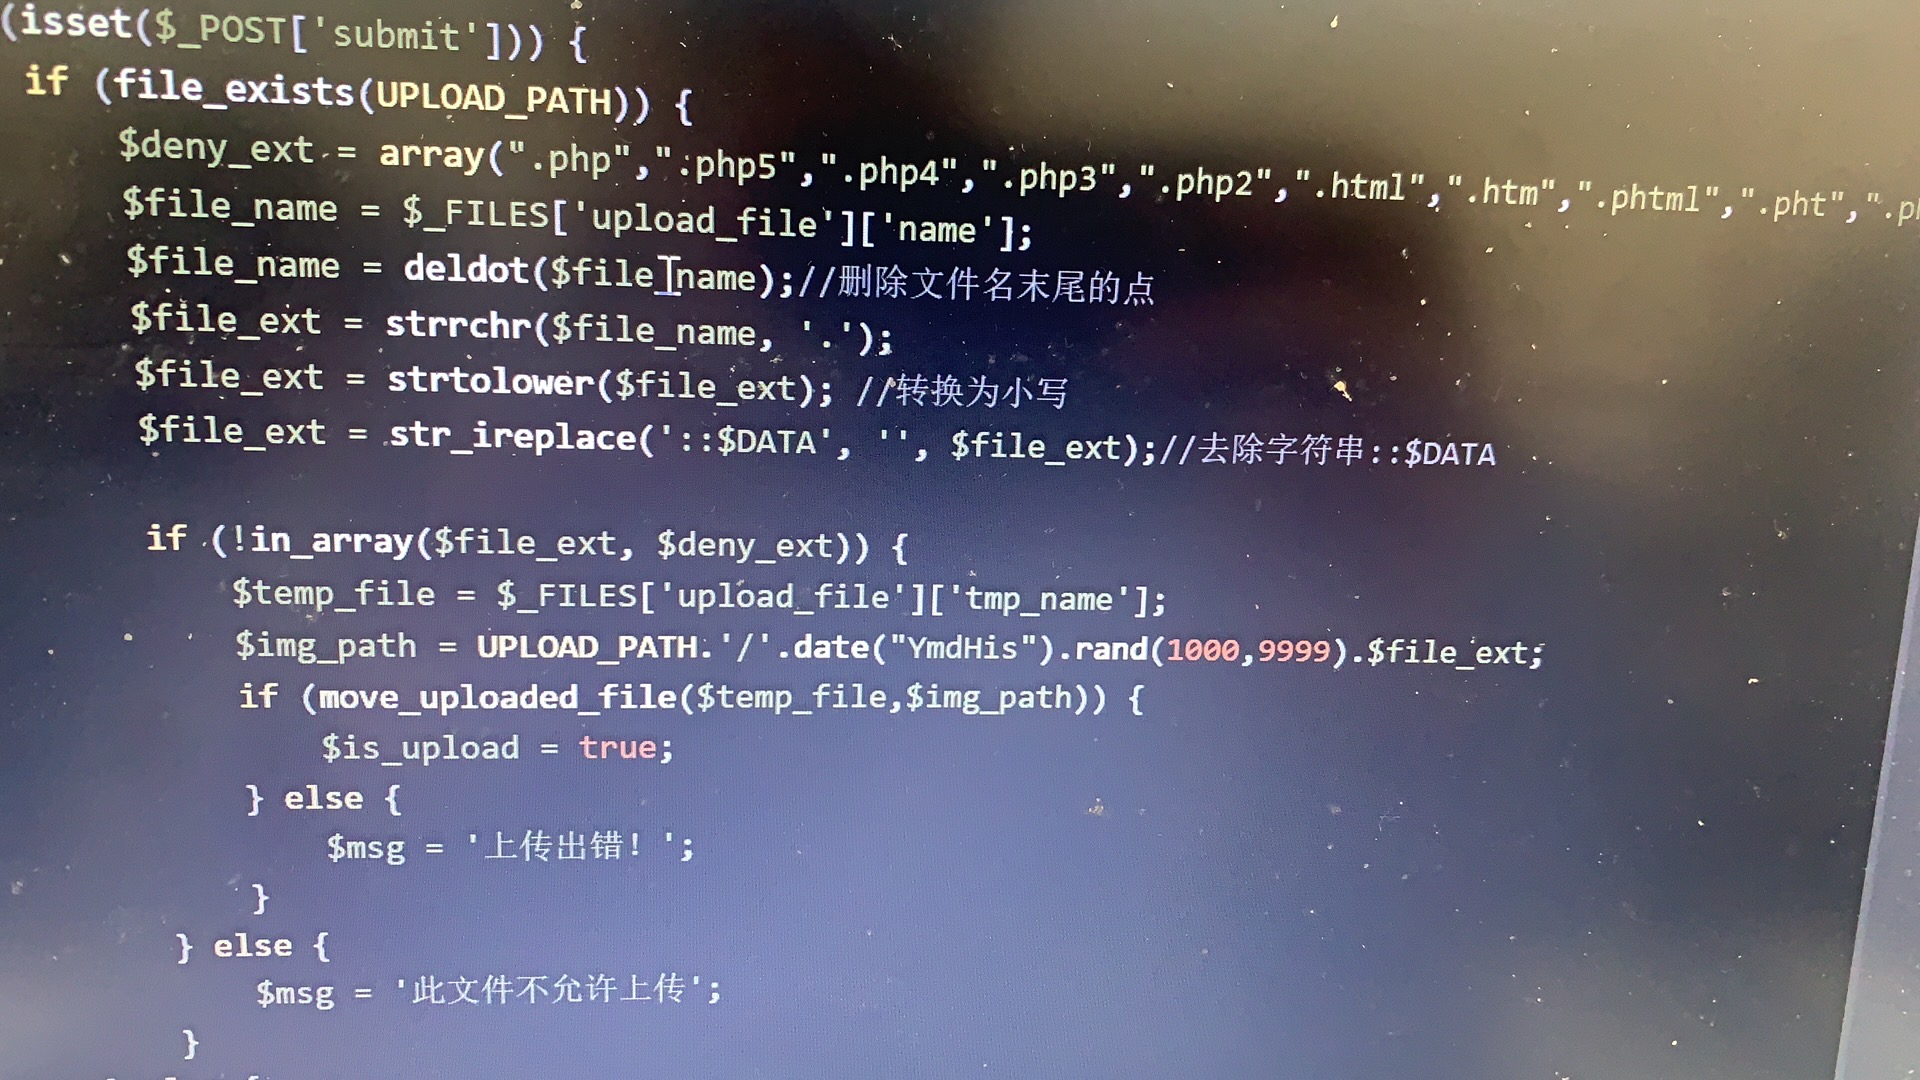 (isset($_POST['submit'])) {
if (file_exists(UPLOAD_PATH)) {
$deny_ext = array(".php",".php5",".php4",".php3",".php2",".html",".htm",".phtml",".pht",".p
$file_name = $_FILES['upload_file']['name'];
$file_name = deldot($file_name);//删除文件名末尾的点
$file_ext = strrchr($file_name, '.');
$file_ext = strtolower($file_ext); //转换为小写
$file_ext = str_ireplace('::$DATA', '', $file_ext);//去除字符串::$DATA
if (!in_array($file_ext, $deny_ext)) {
$temp_file = $_FILES['upload_file']['tmp_name'];
$img_path = UPLOAD_PATH.'/'.date("YmdHis").rand(1000,9999).$file_ext;
if (move_uploaded_file($temp_file,$img_path)) {
$is_upload = true;
} else {
$msg = '上传出错！';
}
} else {
$msg = '此文件不允许上传';
}